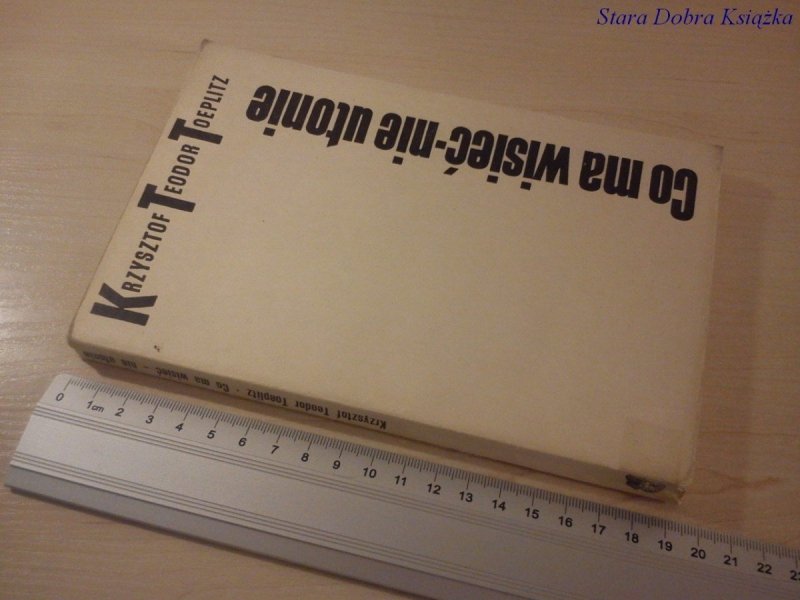 Stara Dobra Książka
KRZYSZTOF TEODOR TOEPLITZ
Co ma wisieć-nie utonie
Krzysztof Teodor Toeplitz - Co ma wisieć - nie utonie
0 1cm 2 3 4 5 6 7 8 9 10 11 12 13 14 15 16 17 18 19 20 21 22 23